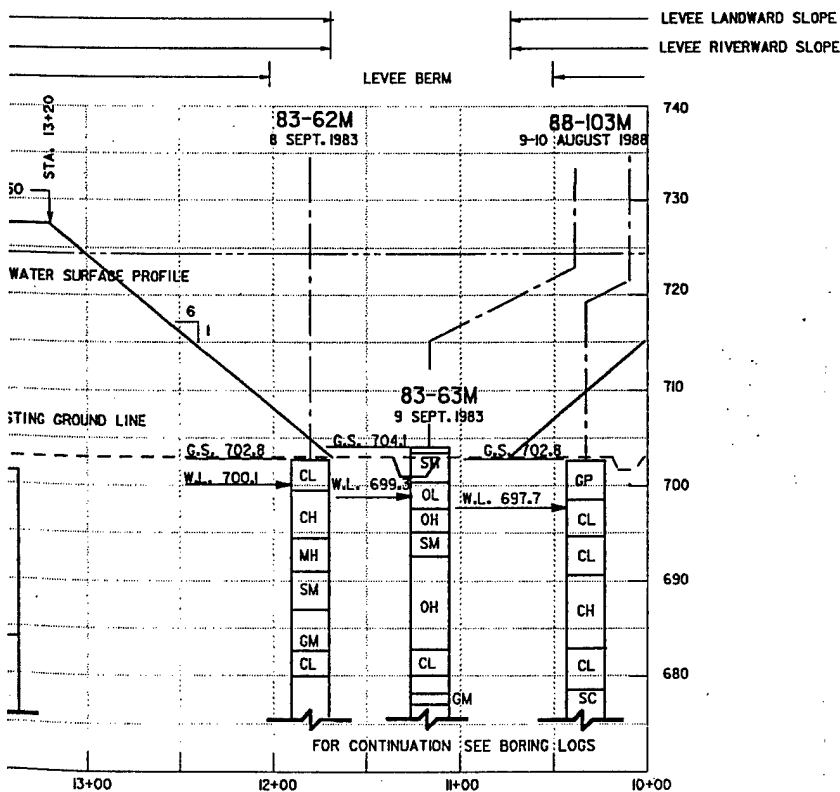 LEVEE LANDWARD SLOPE
LEVEE RIVERWARD SLOPE
LEVEE BERM
740
STA. 13+20
83-62M
8 SEPT. 1983
88-103M
9-10 AUGUST 1988
730
WATER SURFACE PROFILE
720
6
1
710
83-63M
9 SEPT. 1983
STING GROUND LINE
G.S. 702.8
G.S. 704.1
G.S. 702.8
W.L. 700.1
W.L. 699.3
W.L. 697.7
700
CL
CH
MH
SM
GM
CL
SM
OL
OH
SM
OH
CL
GM
GP
CL
CL
CH
CL
SC
690
680
FOR CONTINUATION SEE BORING LOGS
13+00
12+00
11+00
10+00